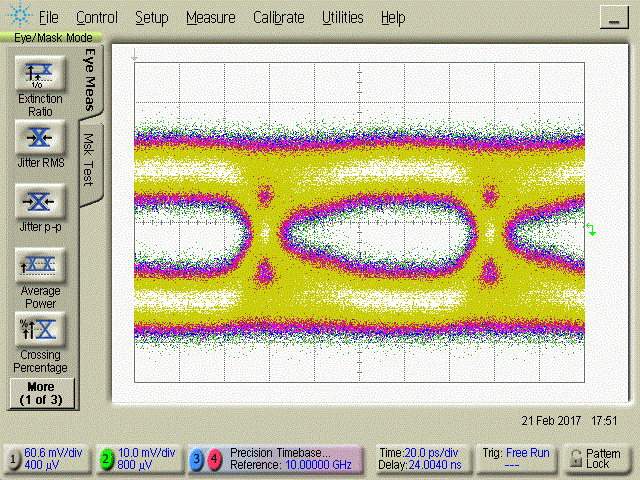 File Control Setup Measure Calibrate Utilities Help
Eye/Mask Mode
Eye Meas
Msk Test
1/0
Extinction
Ratio
Jitter RMS
Jitter p-p
Average
Power
%
Crossing
Percentage
More
(1 of 3)
21 Feb 2017 17:51
1
60.6 mV/div
400 µV
2
10.0 mV/div
800 µV
3
4
Precision Timebase...
Reference: 10.00000 GHz
Time:20.0 ps/div
Delay:24.0040 ns
Trig: Free Run
---
Pattern
Lock